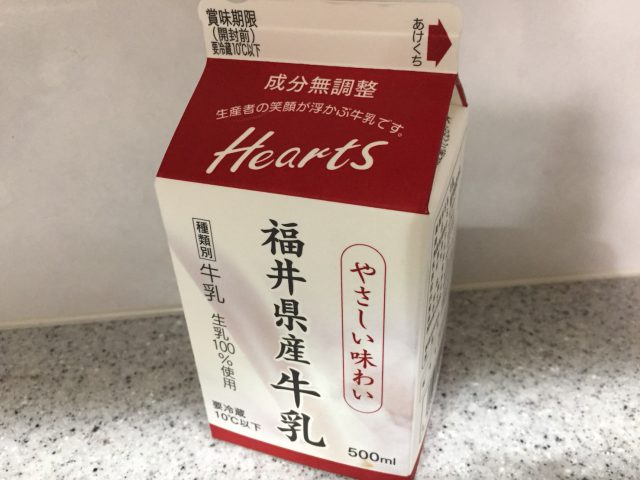 賞味期限
(開封前)
要冷蔵10℃以下
あけくち
成分無調整
生産者の笑顔が浮かぶ牛乳です。
Hearts
やさしい味わい
福井県産牛乳
種類別
牛乳
生乳100%使用
要冷蔵
10℃以下
500ml